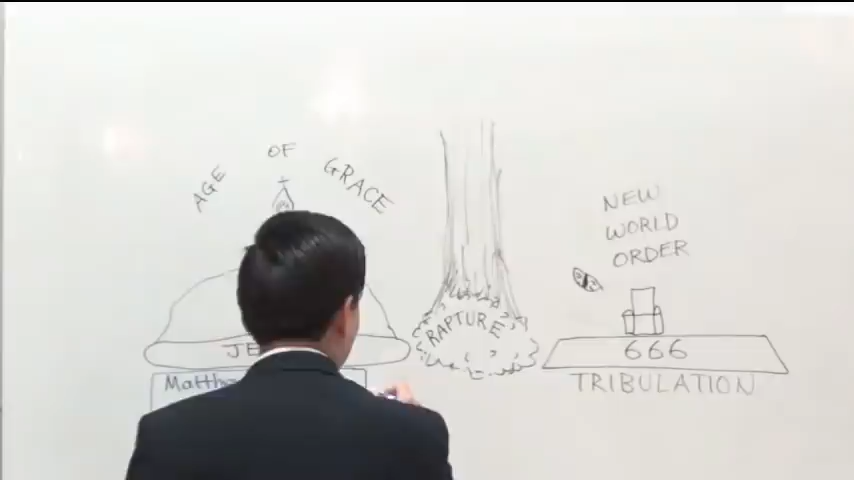 AGE OF GRACE
NEW
WORLD
ORDER
RAPTURE
666
TRIBULATION